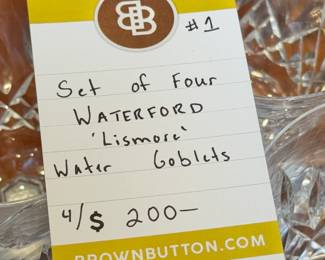 BB
#1
Set of Four
WATERFORD
'Lismore'
Water Goblets
4/$ 200—
BROWNBUTTON.COM